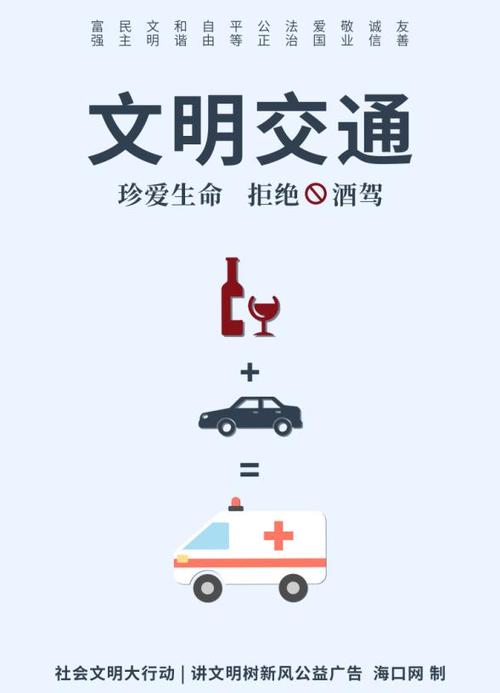 富强 民主 文明 和谐 自由 平等 公正 法治 爱国 敬业 诚信 友善
文明交通
珍爱生命 拒绝酒驾
+
=
社会文明大行动|讲文明树新风公益广告 海口网 制